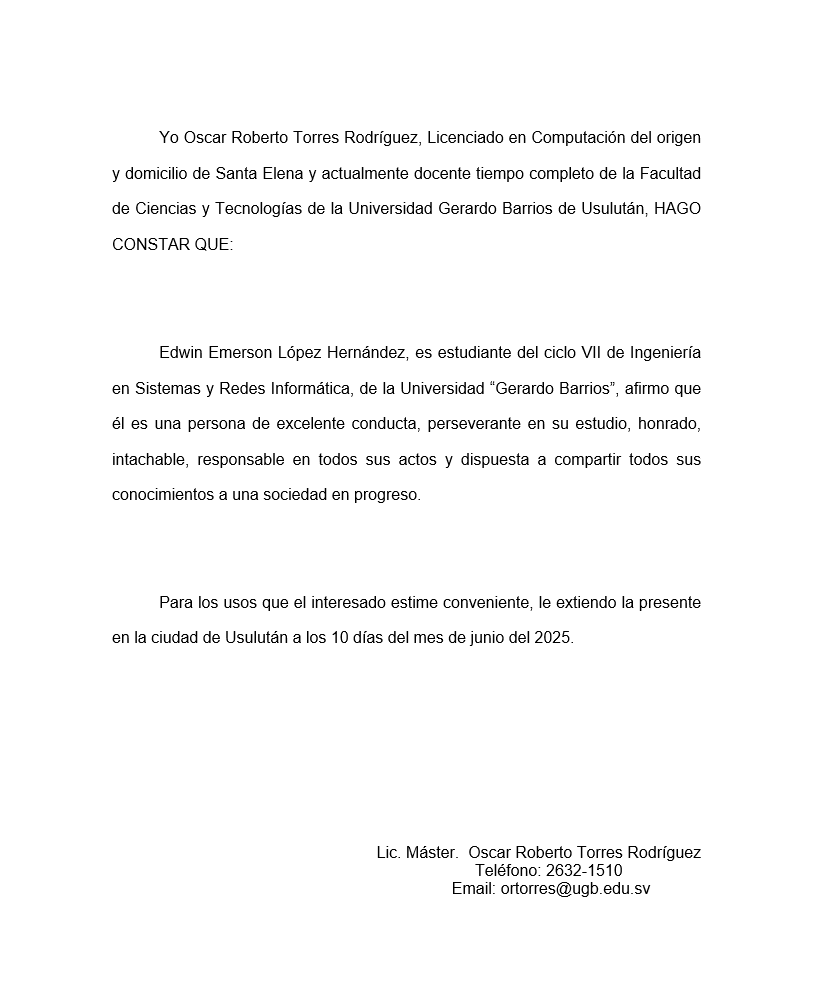 Yo Oscar Roberto Torres Rodríguez, Licenciado en Computación del origen
y domicilio de Santa Elena y actualmente docente tiempo completo de la Facultad
de Ciencias y Tecnologías de la Universidad Gerardo Barrios de Usulután, HAGO
CONSTAR QUE:
Edwin Emerson López Hernández, es estudiante del ciclo VII de Ingeniería
en Sistemas y Redes Informática, de la Universidad “Gerardo Barrios”, afirmo que
él es una persona de excelente conducta, perseverante en su estudio, honrado,
intachable, responsable en todos sus actos y dispuesta a compartir todos sus
conocimientos a una sociedad en progreso.
Para los usos que el interesado estime conveniente, le extiendo la presente
en la ciudad de Usulután a los 10 días del mes de junio del 2025.
Lic. Máster.  Oscar Roberto Torres Rodríguez
Teléfono: 2632-1510
Email: ortorres@ugb.edu.sv